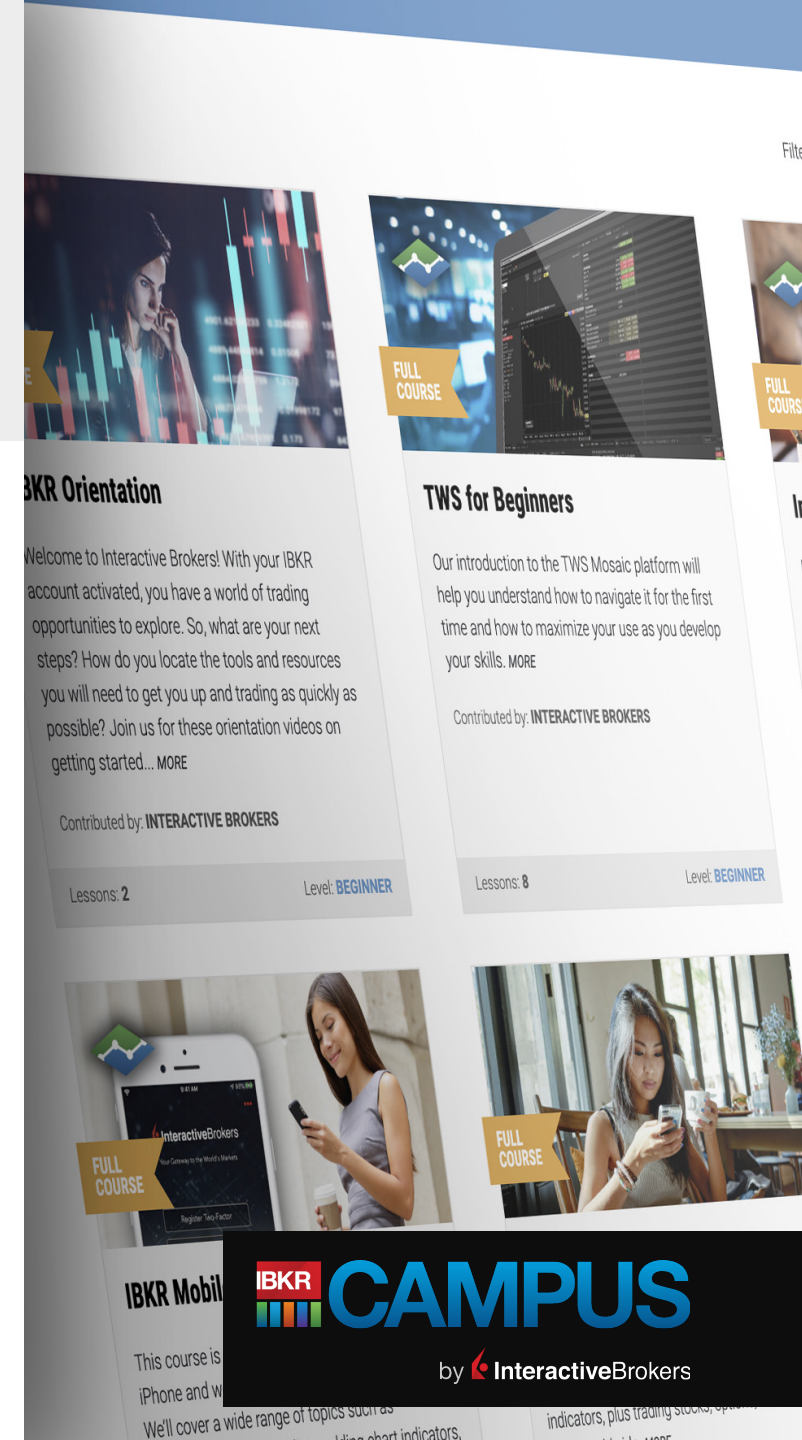 FULL
COURSE
FULL
BKR Orientation
Welcome to Interactive Brokers! With your IBKR
account activated, you have a world of trading
opportunities to explore. So, what are your next
steps? How do you locate the tools and resources
you will need to get you up and trading as quickly as
possible? Join us for these orientation videos on
getting started... MORE
Contributed by: INTERACTIVE BROKERS
Lessons: 2
Level: BEGINNER
TWS for Beginners
Our introduction to the TWS Mosaic platform will
help you understand how to navigate it for the first
time and how to maximize your use as you develop
your skills. MORE
Contributed by: INTERACTIVE BROKERS
Lessons: 8
Level: BEGINNER
9:41 AM
InteractiveBrokers
Your Gateway to the World's Markets
Register Two-Factor
FULL
COURSE
FULL
COURSE
IBKR Mobil
This course is
iPhone and w
We'll cover a wide range of topics such as
chart indicators,
indicators, plus trading stocks, options,
MORE
IBKR CAMPUS
by InteractiveBrokers